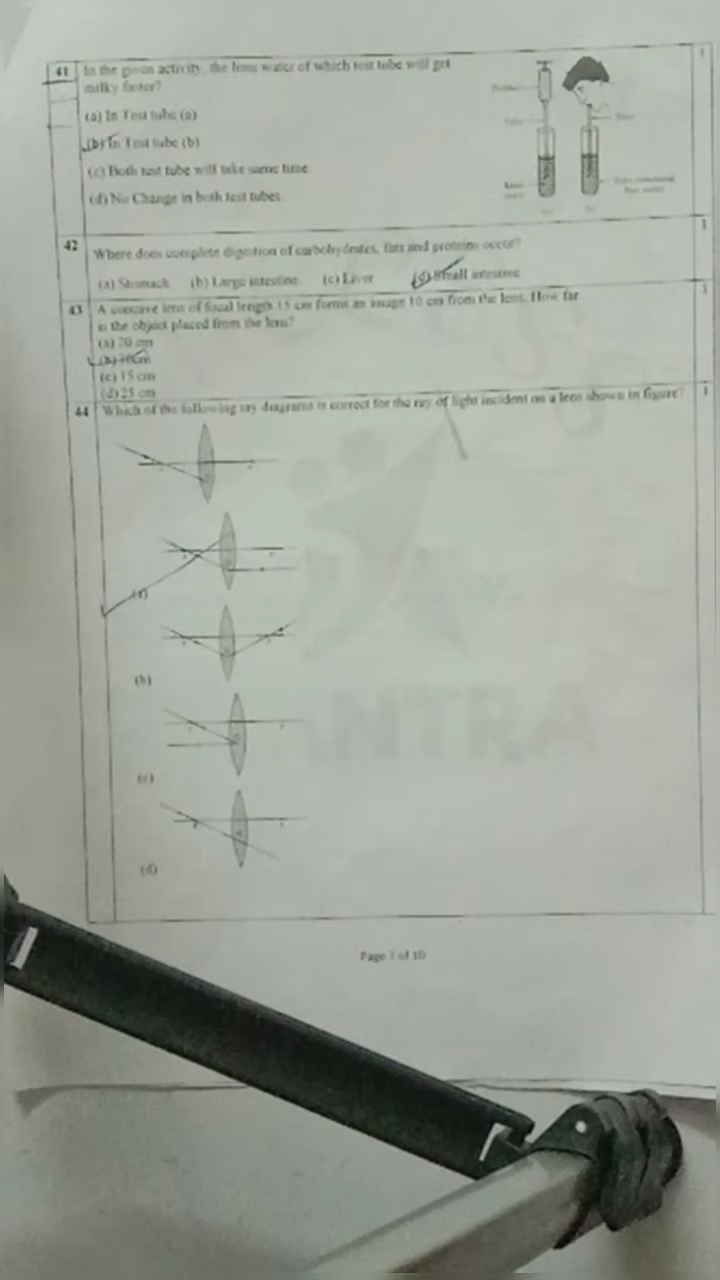 41 In the given activity, the lime water of which test tube will get
milky faster?
(a) In Test tube (a)
(b) In Test tube (b)
(c) Both test tube will take same time
(d) No Change in both test tubes
42 Where does complete digestion of carbohydrates, fats and proteins occur?
(a) Stomach (b) Large intestine (c) Liver (d) Small intestine
43 A concave lens of focal length 15 cm forms an image 10 cm from the lens. How far
is the object placed from the lens?
(a) 20 cm
(b) 30cm
(c) 15 cm
(d) 25 cm
44 Which of the following ray diagrams is correct for the ray of light incident on a lens shown in figure?
(a)
(b)
(c)
(d)
Page 7 of 10